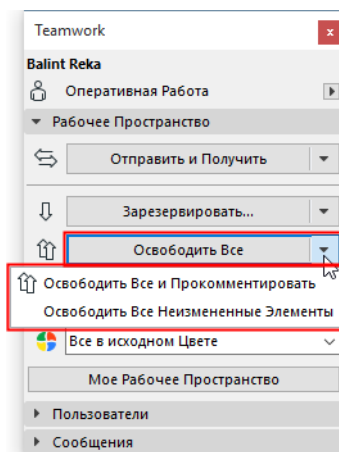 Teamwork
x
Balint Reka
Оперативная Работа
Рабочее Пространство
Отправить и Получить
Зарезервировать...
Освободить Все
Освободить Все и Прокомментировать
Освободить Все Неизмененные Элементы
Все в исходном Цвете
Мое Рабочее Пространство
Пользователи
Сообщения